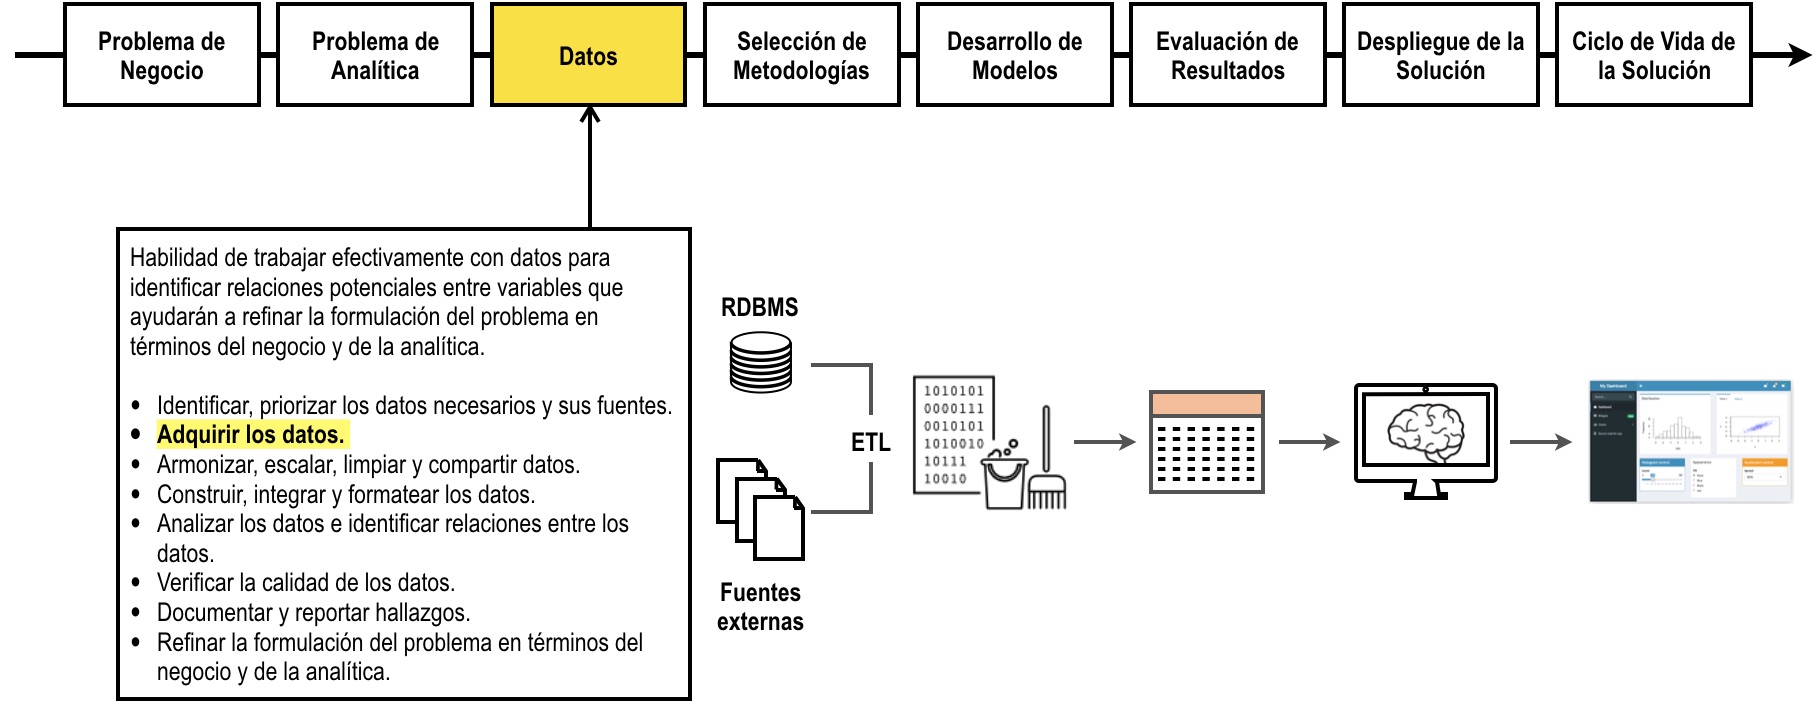 Problema de
Negocio
Problema de
Analítica
Datos
Selección de
Metodologías
Desarrollo de
Modelos
Evaluación de
Resultados
Despliegue de la
Solución
Ciclo de Vida de
la Solución
Habilidad de trabajar efectivamente con datos para
identificar relaciones potenciales entre variables que
ayudarán a refinar la formulación del problema en
términos del negocio y de la analítica.
• Identificar, priorizar los datos necesarios y sus fuentes.
• Adquirir los datos.
• Armonizar, escalar, limpiar y compartir datos.
• Construir, integrar y formatear los datos.
• Analizar los datos e identificar relaciones entre los
datos.
• Verificar la calidad de los datos.
• Documentar y reportar hallazgos.
• Refinar la formulación del problema en términos del
negocio y de la analítica.
RDBMS
ETL
Fuentes
externas
1010101
0000111
0010101
1010010
10111
10010
My Dashboard